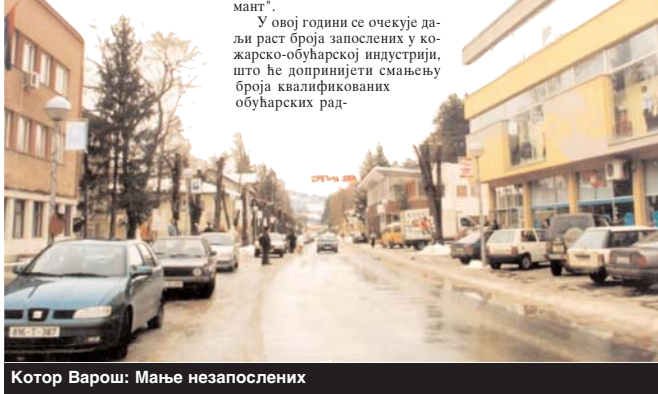 мант".
У овој години се очекује да-
љи раст броја запослених у ко-
жарско-обућарској индустрији,
што ће допринијети смањењу
броја квалификованих
обућарских рад-
Котор Варош: Мање незапослених